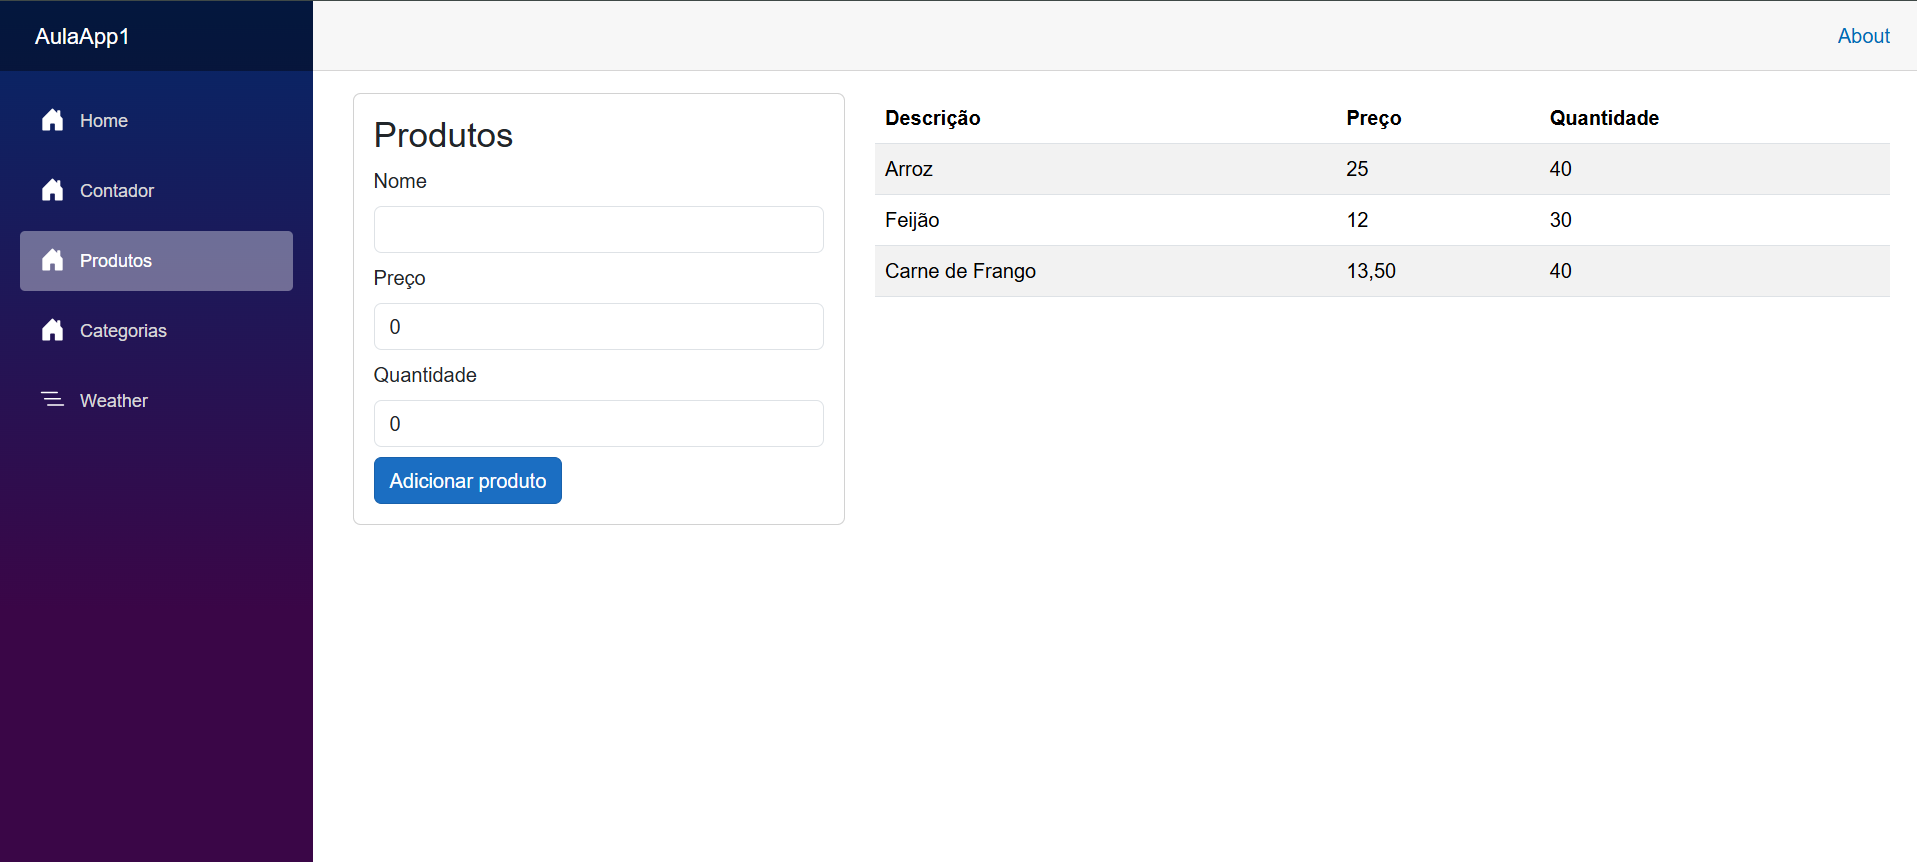 AulaApp1
About
Home
Contador
Produtos
Categorias
Weather
Produtos
Nome
Preço
0
Quantidade
0
Adicionar produto
Descrição Preço Quantidade
Arroz 25 40
Feijão 12 30
Carne de Frango 13,50 40